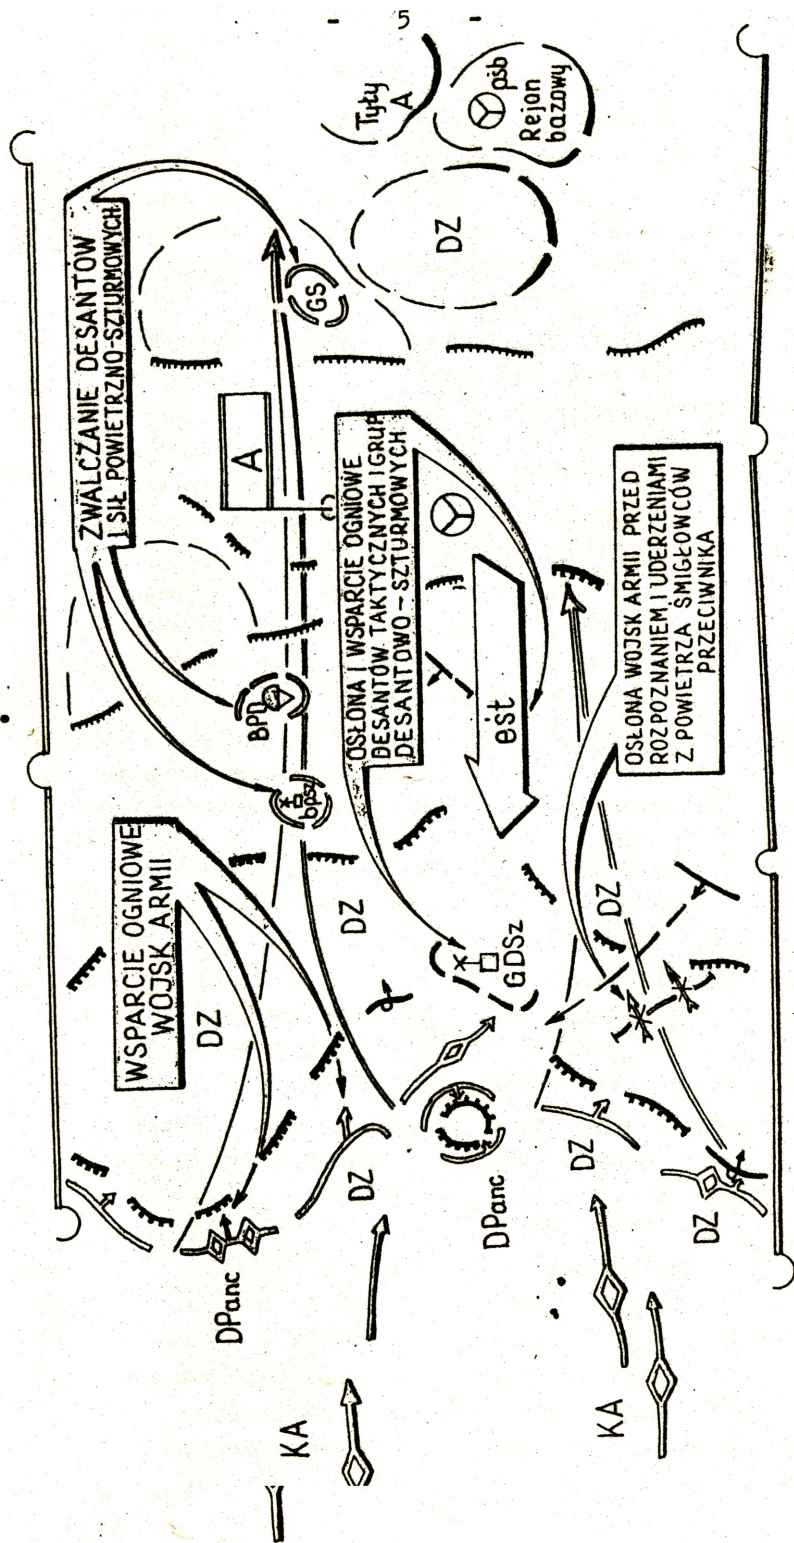 - 5 -
ZWALCZANIE DESANTÓW
I SIŁ POWIETRZNO-SZTURMOWYCH
WSPARCIE OGNIOWE
WOJSK ARMII
OSŁONA I WSPARCIE OGNIOWE
DESANTÓW TAKTYCZNYCH I GRUP
DESANTOWO-SZTURMOWYCH
OSŁONA WOJSK ARMII PRZED
ROZPOZNANIEM I UDERZENIAMI
Z POWIETRZA ŚMIGŁOWCÓW
PRZECIWNIKA
A
Tyły
A
pśb
Rejon
bazowy
DZ
GS
BPD
bpsz
eśt
DZ
DZ
GDSz
DZ
DPanc
DZ
DPanc
DZ
DZ
KA
KA